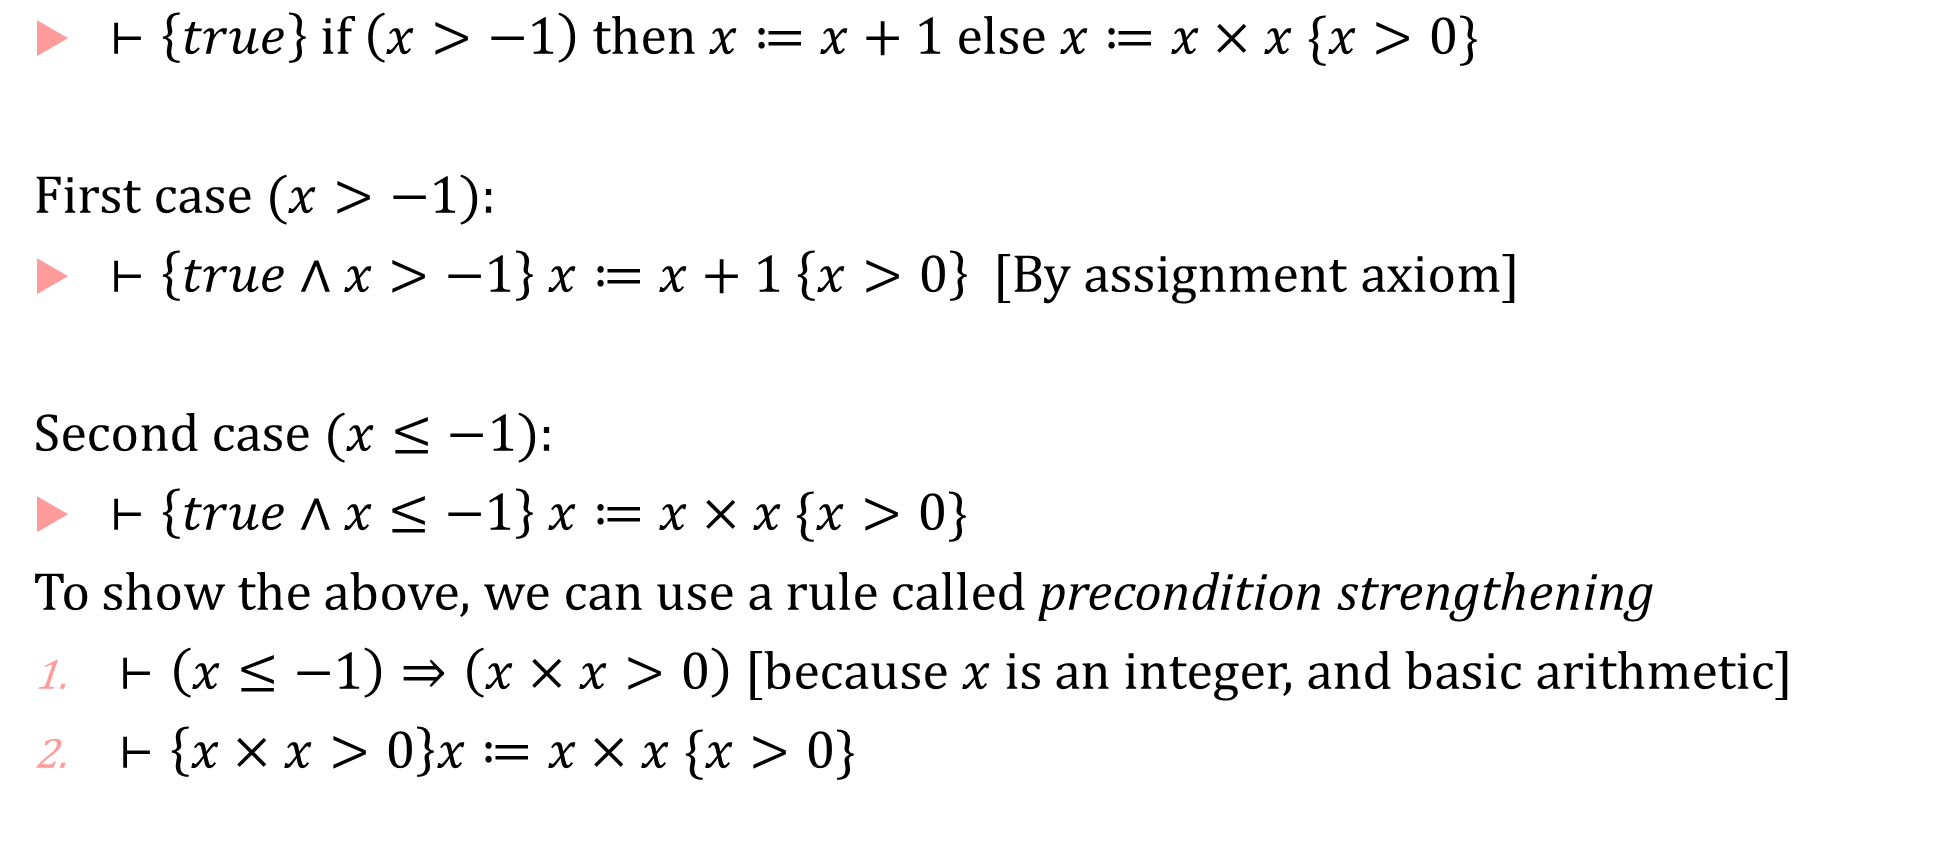 ▶ ⊢ {true} if (x > −1) then x ≔ x + 1 else x ≔ x × x {x > 0}
First case (x > −1):
▶ ⊢ {true ∧ x > −1} x ≔ x + 1 {x > 0} [By assignment axiom]
Second case (x ≤ −1):
▶ ⊢ {true ∧ x ≤ −1} x ≔ x × x {x > 0}
To show the above, we can use a rule called precondition strengthening
1. ⊢ (x ≤ −1) ⇒ (x × x > 0) [because x is an integer, and basic arithmetic]
2. ⊢ {x × x > 0}x ≔ x × x {x > 0}